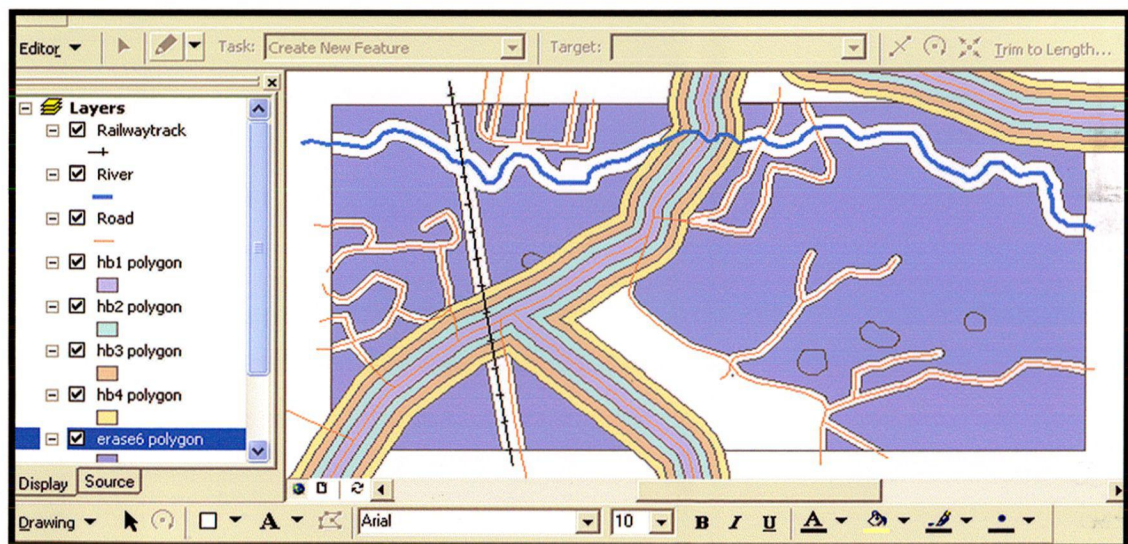 Editor Task: Create New Feature Target: Trim to Length...
Layers
Railwaytrack
River
Road
hb1 polygon
hb2 polygon
hb3 polygon
hb4 polygon
erase6 polygon
Display Source
Drawing A Arial 10 B I U A